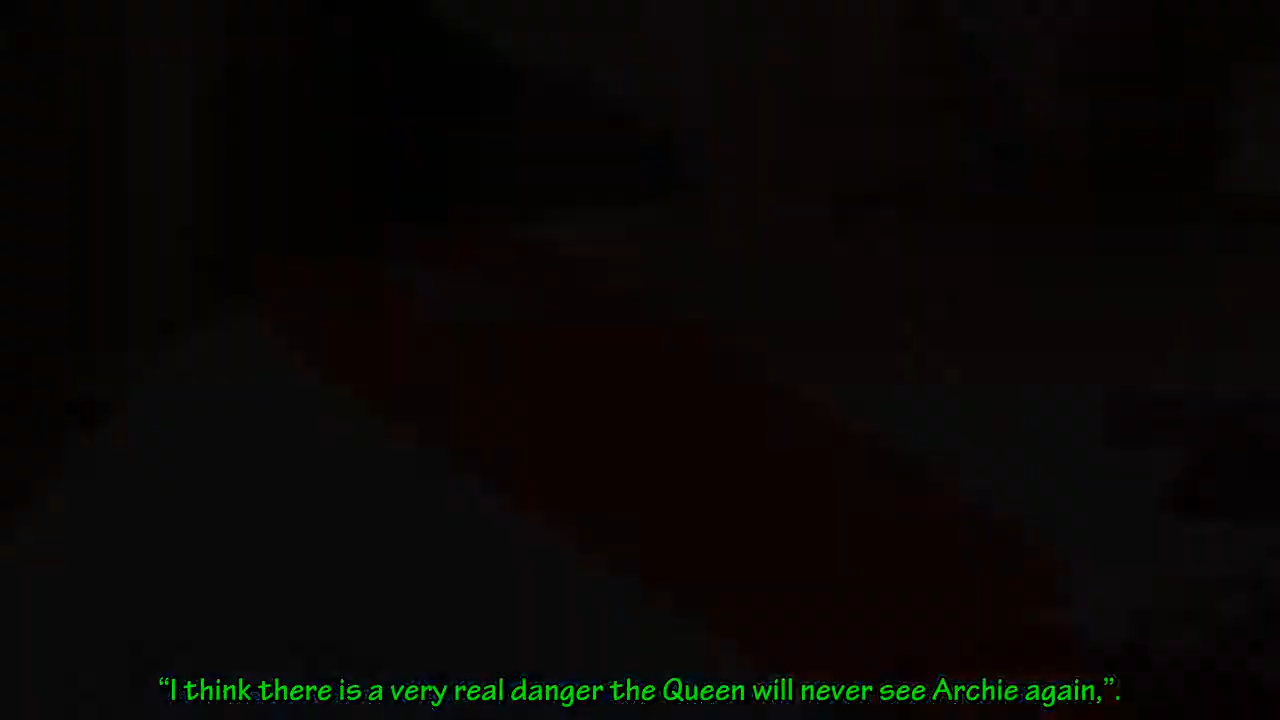 “I think there is a very real danger the Queen will never see Archie again,”.